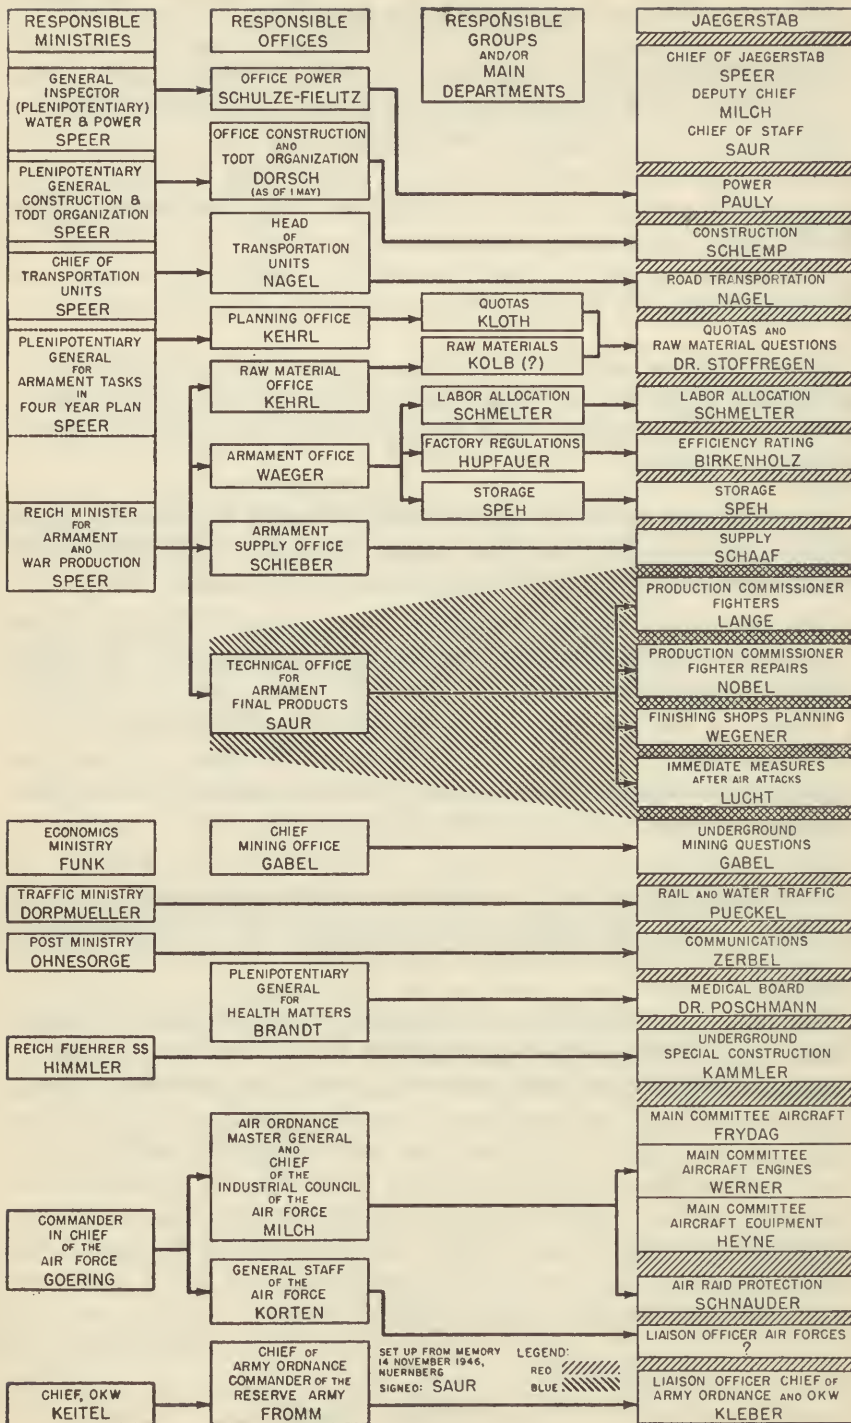 RESPONSIBLE
MINISTRIES
GENERAL
INSPECTOR
(PLENIPOTENTIARY)
WATER & POWER
SPEER
PLENIPOTENTIARY
GENERAL
CONSTRUCTION &
TODT ORGANIZATION
SPEER
CHIEF OF
TRANSPORTATION
UNITS
SPEER
PLENIPOTENTIARY
GENERAL
FOR
ARMAMENT TASKS
IN
FOUR YEAR PLAN
SPEER
REICH MINISTER
FOR
ARMAMENT
AND
WAR PRODUCTION
SPEER
ECONOMICS
MINISTRY
FUNK
TRAFFIC MINISTRY
DORPMUELLER
POST MINISTRY
OHNESORGE
REICH FUEHRER SS
HIMMLER
COMMANDER
IN CHIEF
OF THE
AIR FORCE
GOERING
CHIEF, OKW
KEITEL
RESPONSIBLE
OFFICES
OFFICE POWER
SCHULZE-FIELITZ
OFFICE CONSTRUCTION
AND
TODT ORGANIZATION
DORSCH
(AS OF 1 MAY)
HEAD
OF
TRANSPORTATION
UNITS
NAGEL
PLANNING OFFICE
KEHRL
RAW MATERIAL
OFFICE
KEHRL
ARMAMENT OFFICE
WAEGER
ARMAMENT
SUPPLY OFFICE
SCHIEBER
TECHNICAL OFFICE
FOR
ARMAMENT
FINAL PRODUCTS
SAUR
CHIEF
MINING OFFICE
GABEL
PLENIPOTENTIARY
GENERAL
FOR
HEALTH MATTERS
BRANDT
AIR ORDNANCE
MASTER GENERAL
AND
CHIEF
OF THE
INDUSTRIAL COUNCIL
OF THE
AIR FORCE
MILCH
GENERAL STAFF
OF THE
AIR FORCE
KORTEN
CHIEF OF
ARMY ORDNANCE
COMMANDER OF THE
RESERVE ARMY
FROMM
RESPONSIBLE
GROUPS
AND/OR
MAIN
DEPARTMENTS
QUOTAS
KLOTH
RAW MATERIALS
KOLB (?)
LABOR ALLOCATION
SCHMELTER
FACTORY REGULATIONS
HUPFAUER
STORAGE
SPEH
SET UP FROM MEMORY
14 NOVEMBER 1946,
NUERNBERG
SIGNED: SAUR
LEGEND:
RED
BLUE
JAEGERSTAB
CHIEF OF JAEGERSTAB
SPEER
DEPUTY CHIEF
MILCH
CHIEF OF STAFF
SAUR
POWER
PAULY
CONSTRUCTION
SCHLEMP
ROAD TRANSPORTATION
NAGEL
QUOTAS AND
RAW MATERIAL QUESTIONS
DR. STOFFREGEN
LABOR ALLOCATION
SCHMELTER
EFFICIENCY RATING
BIRKENHOLZ
STORAGE
SPEH
SUPPLY
SCHAAF
PRODUCTION COMMISSIONER
FIGHTERS
LANGE
PRODUCTION COMMISSIONER
FIGHTER REPAIRS
NOBEL
FINISHING SHOPS PLANNING
WEGENER
IMMEDIATE MEASURES
AFTER AIR ATTACKS
LUCHT
UNDERGROUND
MINING QUESTIONS
GABEL
RAIL AND WATER TRAFFIC
PUECKEL
COMMUNICATIONS
ZERBEL
MEDICAL BOARD
DR. POSCHMANN
UNDERGROUND
SPECIAL CONSTRUCTION
KAMMLER
MAIN COMMITTEE AIRCRAFT
FRYDAG
MAIN COMMITTEE
AIRCRAFT ENGINES
WERNER
MAIN COMMITTEE
AIRCRAFT EQUIPMENT
HEYNE
AIR RAID PROTECTION
SCHNAUDER
LIAISON OFFICER AIR FORCES
?
LIAISON OFFICER CHIEF OF
ARMY ORDNANCE AND OKW
KLEBER